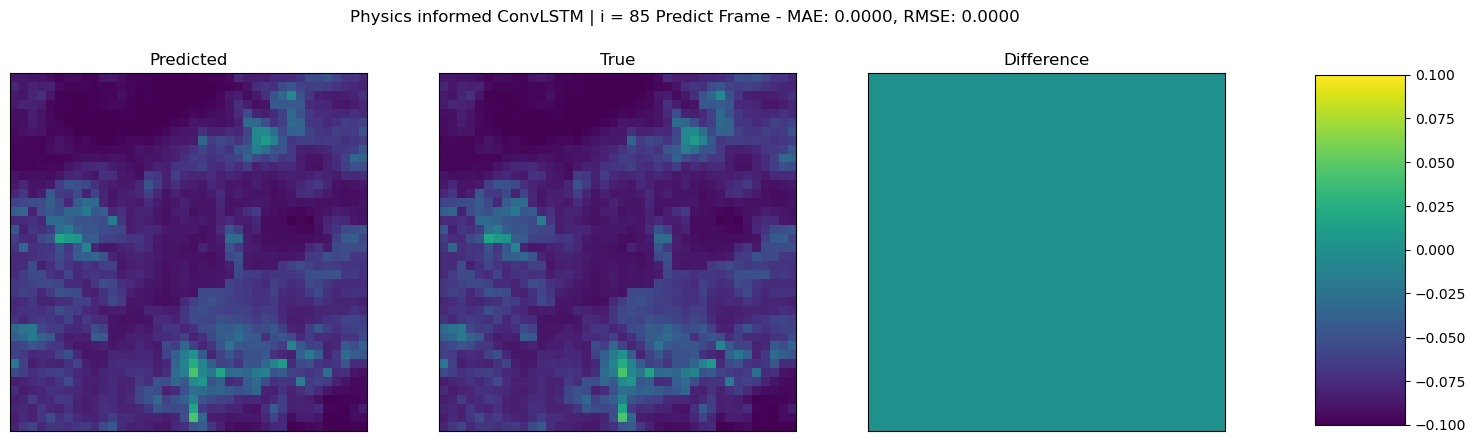 Physics informed ConvLSTM | i = 85 Predict Frame - MAE: 0.0000, RMSE: 0.0000
Predicted
True
Difference
0.100
0.075
0.050
0.025
0.000
−0.025
−0.050
−0.075
−0.100